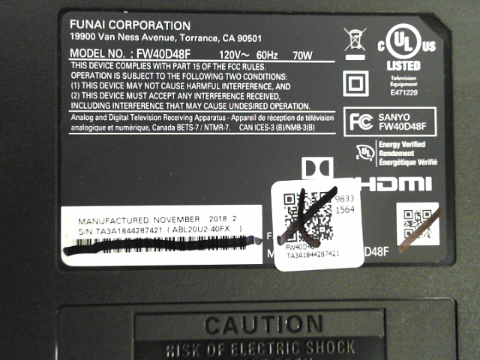 FUNAI CORPORATION
19900 Van Ness Avenue, Torrance, CA 90501
MODEL NO. : FW40D48F 120V~ 60Hz 70W
THIS DEVICE COMPLIES WITH PART 15 OF THE FCC RULES.
OPERATION IS SUBJECT TO THE FOLLOWING TWO CONDITIONS:
(1) THIS DEVICE MAY NOT CAUSE HARMFUL INTERFERENCE, AND
(2) THIS DEVICE MUST ACCEPT ANY INTERFERENCE RECEIVED,
INCLUDING INTERFERENCE THAT MAY CAUSE UNDESIRED OPERATION.
Analog and Digital Television Receiving Apparatus - Appareil de réception de télévision
analogique et numérique, Canada BETS-7 / NTMR-7. CAN ICES-3 (B)/NMB-3(B)
c UL US
LISTED
Television
Equipment
E471229
FC SANYO
FW40D48F
UL Energy Verified
Rendement
Énergétique Vérifié
HDMI
MANUFACTURED NOVEMBER 2018 2
S/N TA3A1844287421 ( ABL20U2-40FX )
9833
1564
FW40D48F
TA3A1844287421
D48F
CAUTION
RISK OF ELECTRIC SHOCK